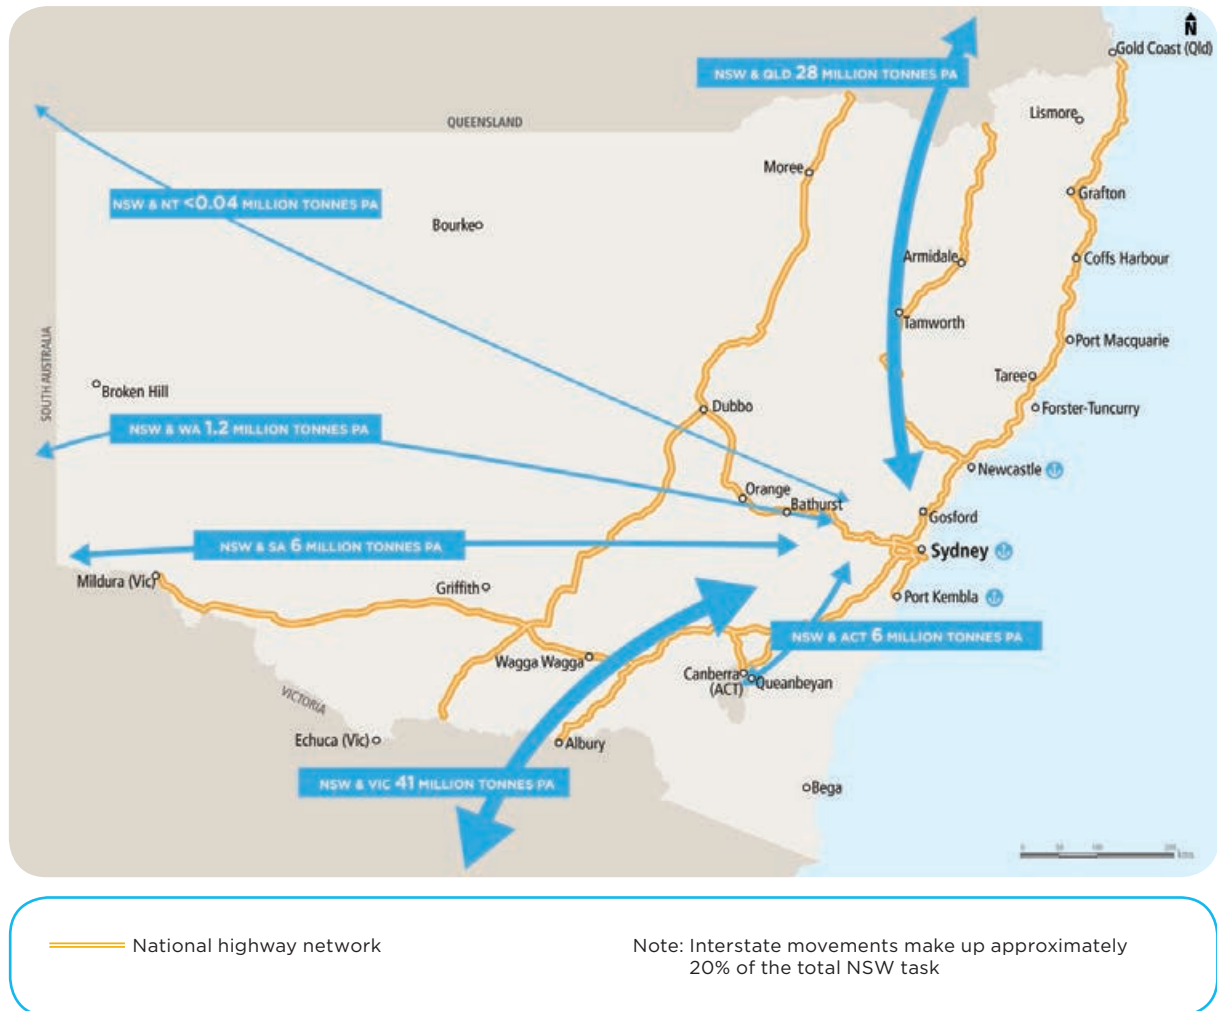 N
Gold Coast (Qld)
NSW & QLD 28 MILLION TONNES PA
Lismore
QUEENSLAND
Moree
NSW & NT <0.04 MILLION TONNES PA
Grafton
Bourke
Armidale
Coffs Harbour
Tamworth
SOUTH AUSTRALIA
Port Macquarie
Taree
Broken Hill
Dubbo
Forster-Tuncurry
NSW & WA 1.2 MILLION TONNES PA
Newcastle
Orange
Bathurst
Gosford
NSW & SA 6 MILLION TONNES PA
Sydney
Mildura (Vic)
Griffith
Port Kembla
NSW & ACT 6 MILLION TONNES PA
Wagga Wagga
Canberra
(ACT)
Queanbeyan
VICTORIA
Echuca (Vic)
Albury
NSW & VIC 41 MILLION TONNES PA
Bega
kms
National highway network
Note: Interstate movements make up approximately
20% of the total NSW task